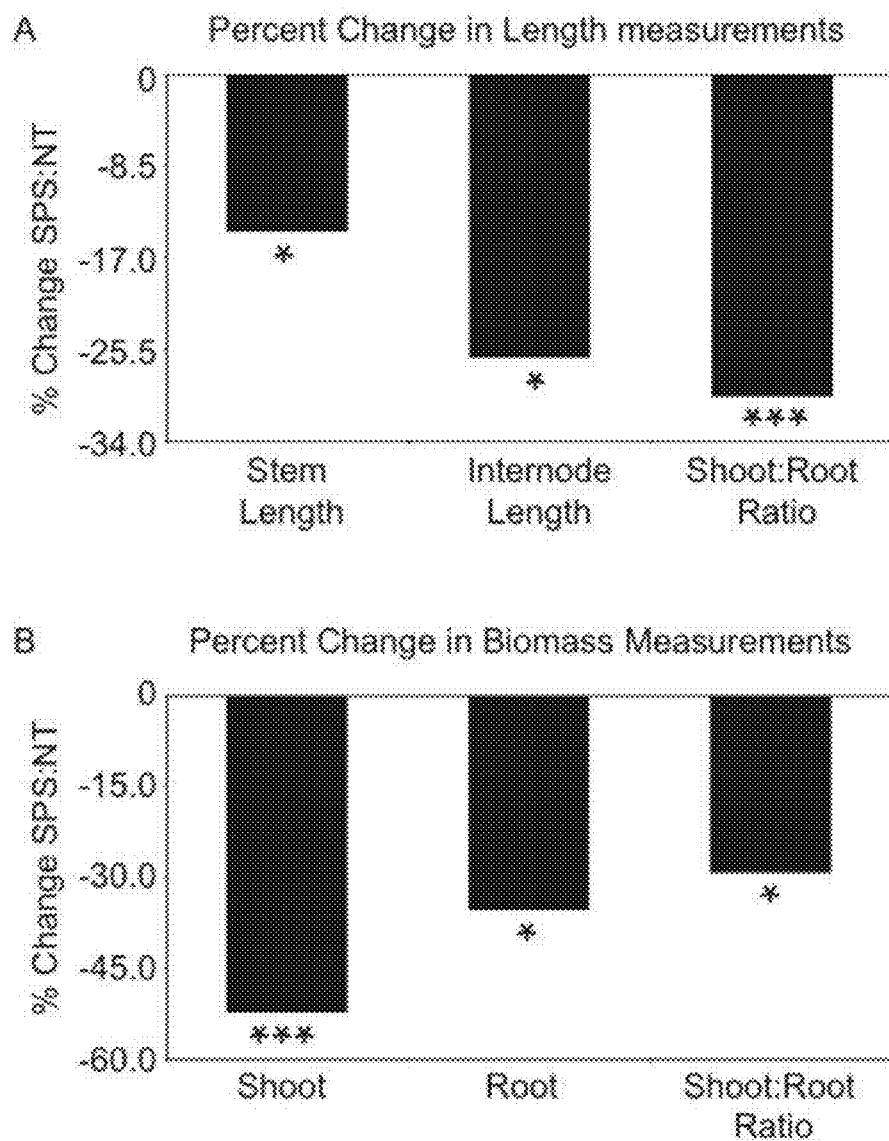 A Percent Change in Length measurements
0
-8.5
-17.0
-25.5
-34.0
% Change SPS:NT
*
*
***
Stem Length
Internode Length
Shoot:Root Ratio
B Percent Change in Biomass Measurements
0
-15.0
-30.0
-45.0
-60.0
% Change SPS:NT
***
*
*
Shoot
Root
Shoot:Root Ratio